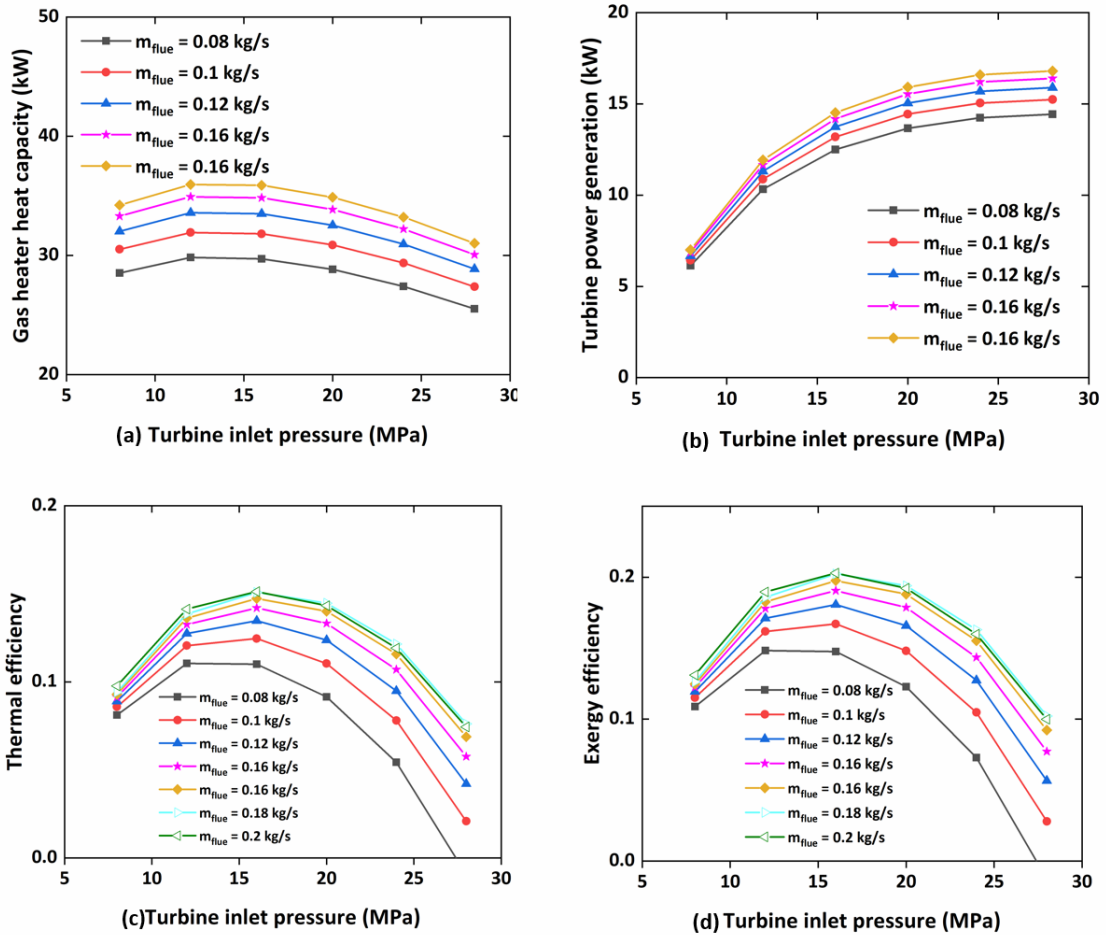 50
40
30
20
Gas heater heat capacity (kW)
m_flue = 0.08 kg/s
m_flue = 0.1 kg/s
m_flue = 0.12 kg/s
m_flue = 0.16 kg/s
m_flue = 0.16 kg/s
5 10 15 20 25 30
(a) Turbine inlet pressure (MPa)
20
15
10
5
0
Turbine power generation (kW)
m_flue = 0.08 kg/s
m_flue = 0.1 kg/s
m_flue = 0.12 kg/s
m_flue = 0.16 kg/s
m_flue = 0.16 kg/s
5 10 15 20 25 30
(b) Turbine inlet pressure (MPa)
0.2
0.1
0.0
Thermal efficiency
m_flue = 0.08 kg/s
m_flue = 0.1 kg/s
m_flue = 0.12 kg/s
m_flue = 0.16 kg/s
m_flue = 0.16 kg/s
m_flue = 0.18 kg/s
m_flue = 0.2 kg/s
5 10 15 20 25 30
(c)Turbine inlet pressure (MPa)
0.2
0.1
0.0
Exergy efficiency
m_flue = 0.08 kg/s
m_flue = 0.1 kg/s
m_flue = 0.12 kg/s
m_flue = 0.16 kg/s
m_flue = 0.16 kg/s
m_flue = 0.18 kg/s
m_flue = 0.2 kg/s
5 10 15 20 25 30
(d) Turbine inlet pressure (MPa)